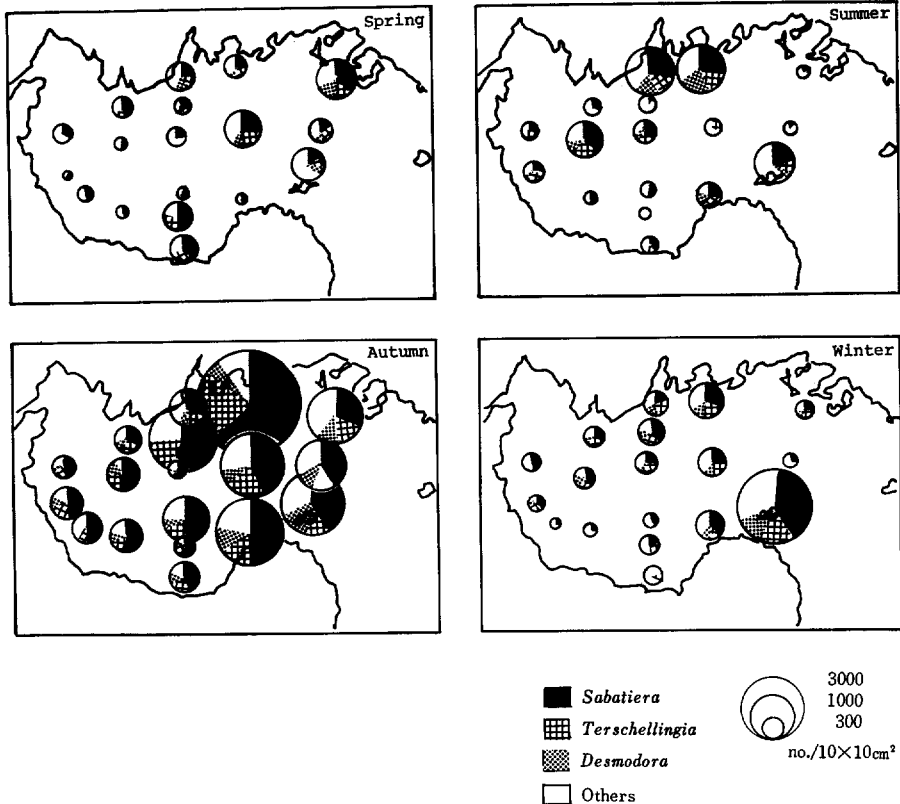 Spring
Summer
Autumn
Winter
Sabatiera
Terschellingia
Desmodora
Others
3000
1000
300
no./10×10cm²